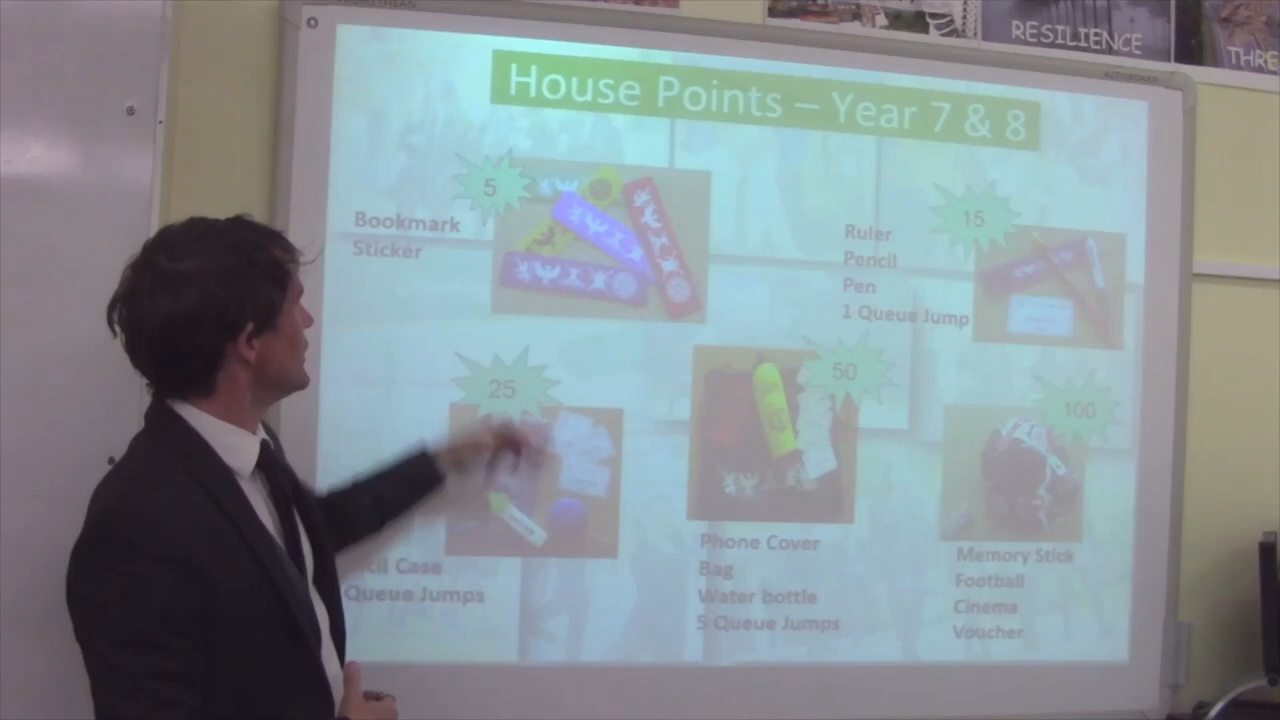 RESILIENCE
THRE
House Points – Year 7 & 8
5
Bookmark
Sticker
15
Ruler
Pencil
Pen
1 Queue Jump
25
cil Case
Queue Jumps
50
Phone Cover
Bag
Water bottle
5 Queue Jumps
100
Memory Stick
Football
Cinema
Voucher